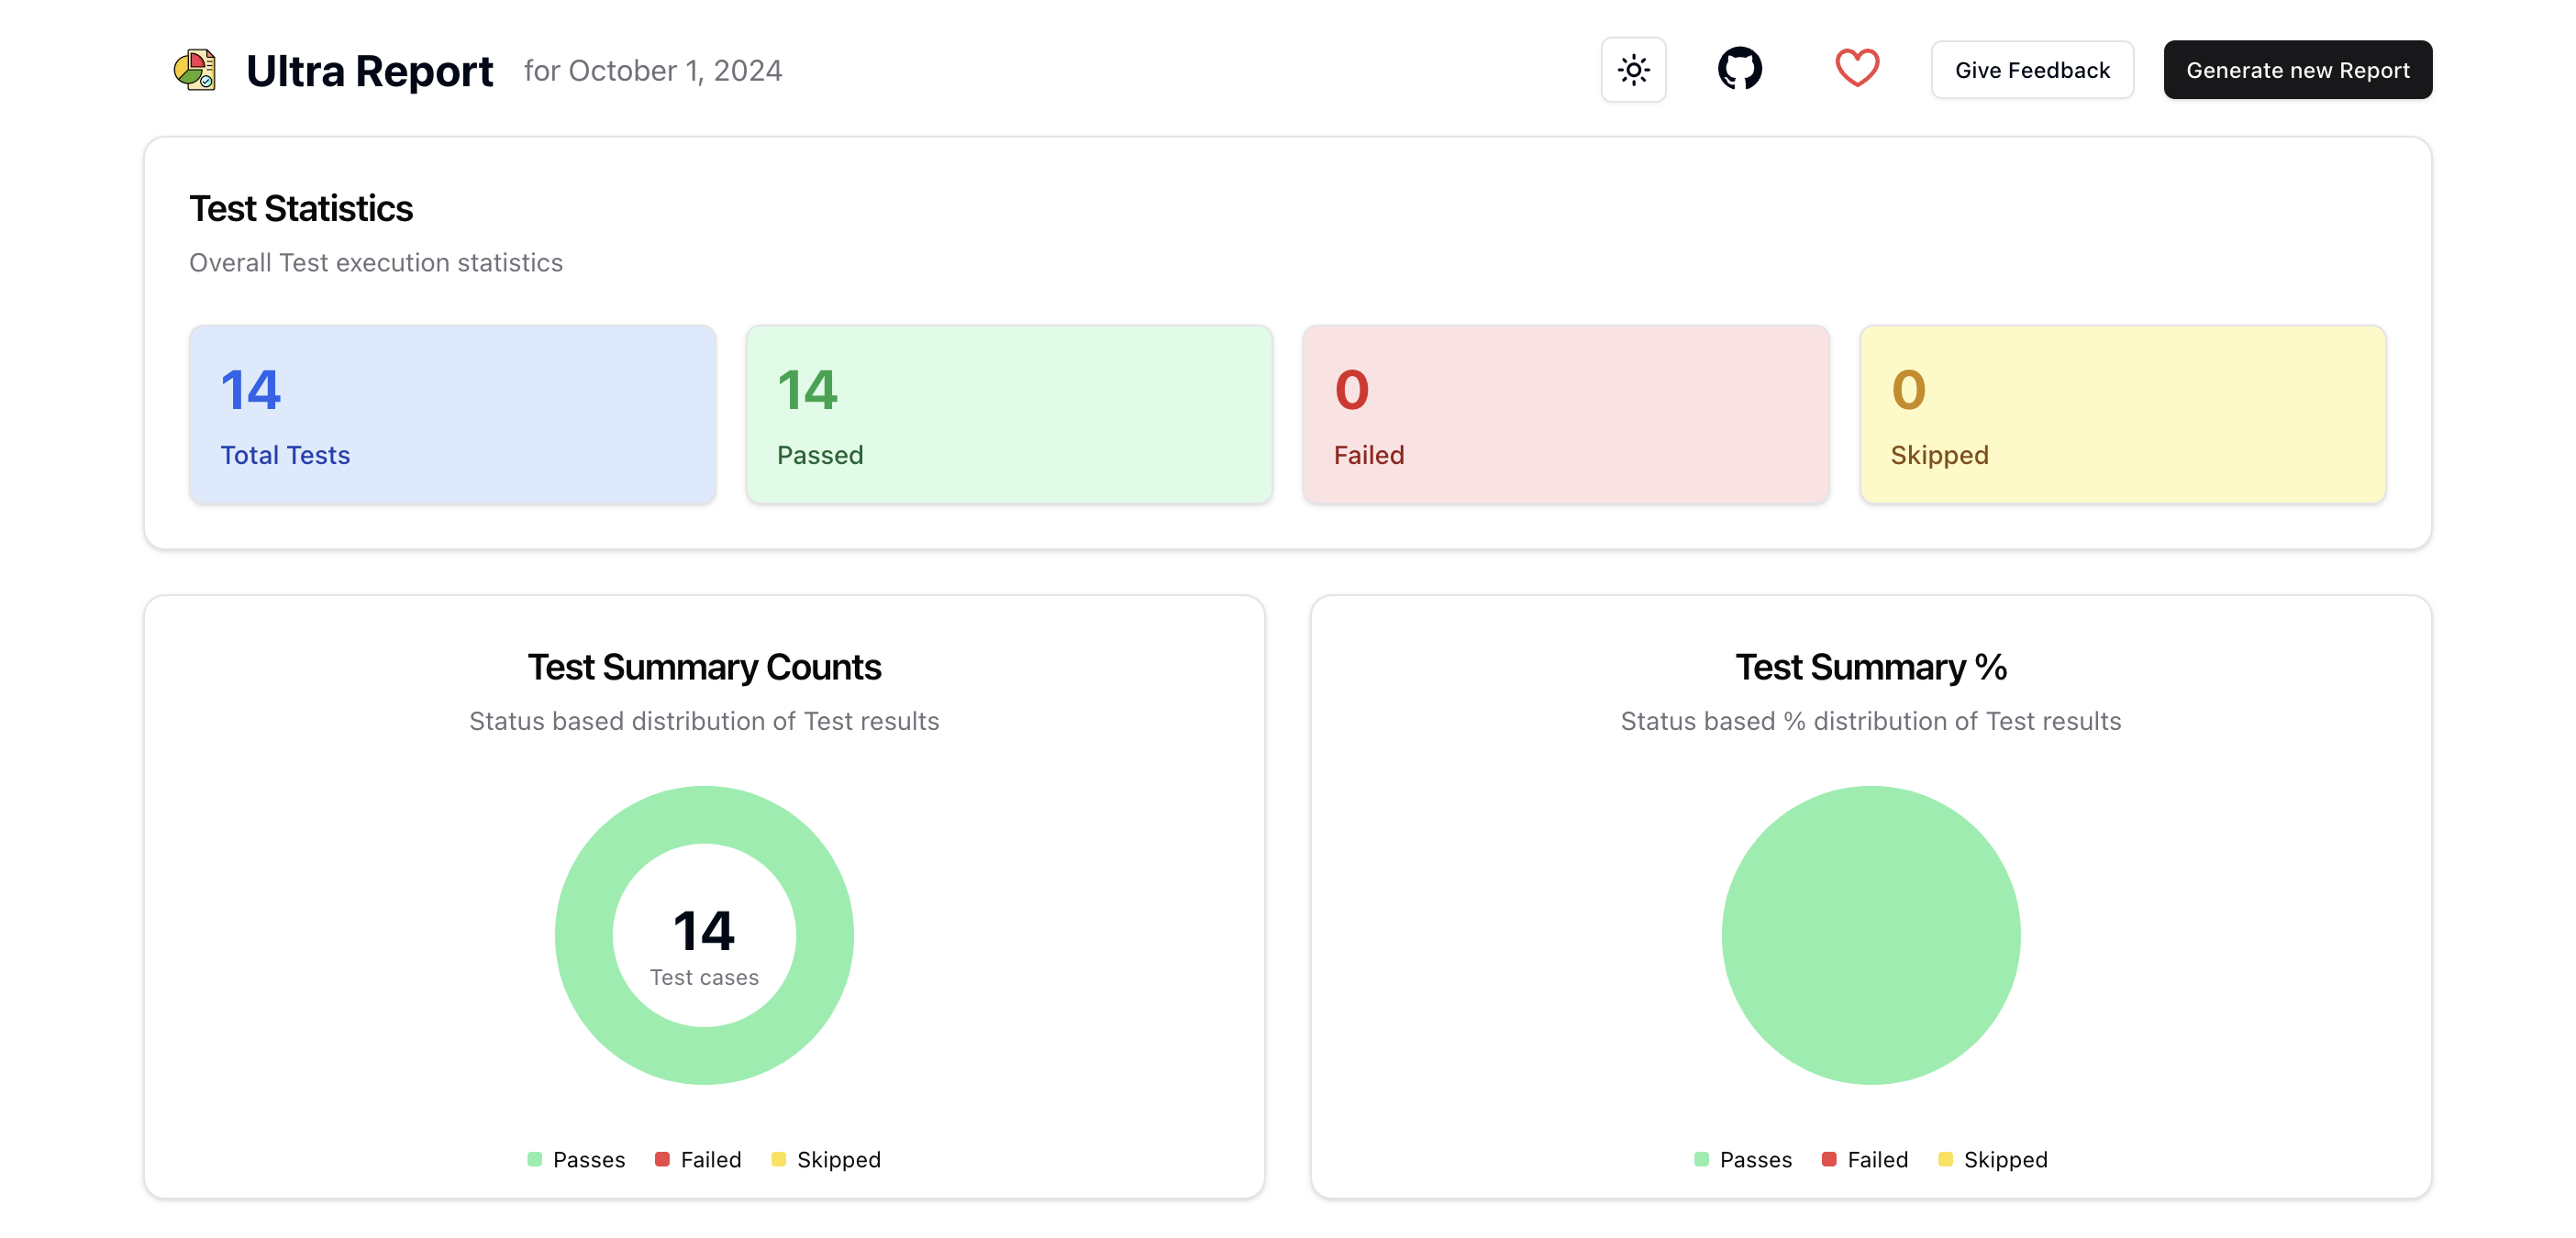 Ultra Report for October 1, 2024 Give Feedback Generate new Report
Test Statistics
Overall Test execution statistics
14
Total Tests
14
Passed
0
Failed
0
Skipped
Test Summary Counts
Status based distribution of Test results
14
Test cases
Passes Failed Skipped
Test Summary %
Status based % distribution of Test results
Passes Failed Skipped